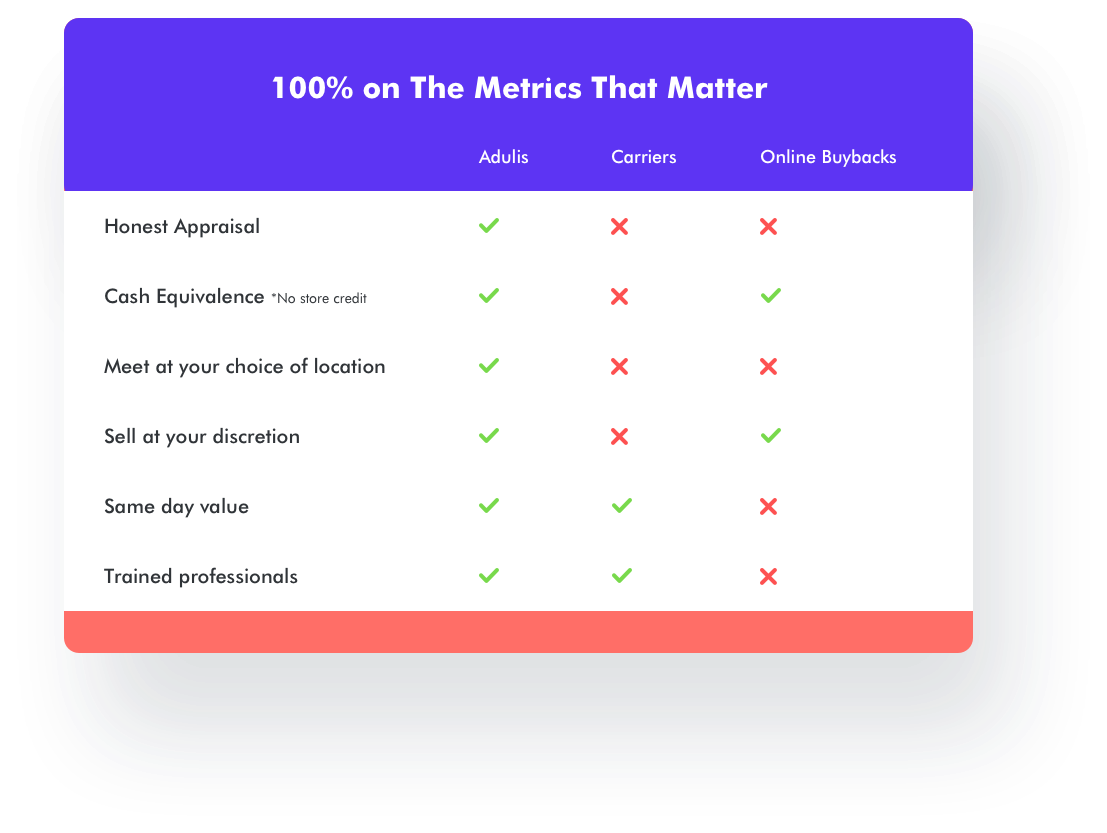 100% on The Metrics That Matter
Adulis Carriers Online Buybacks
Honest Appraisal
Cash Equivalence *No store credit
Meet at your choice of location
Sell at your discretion
Same day value
Trained professionals